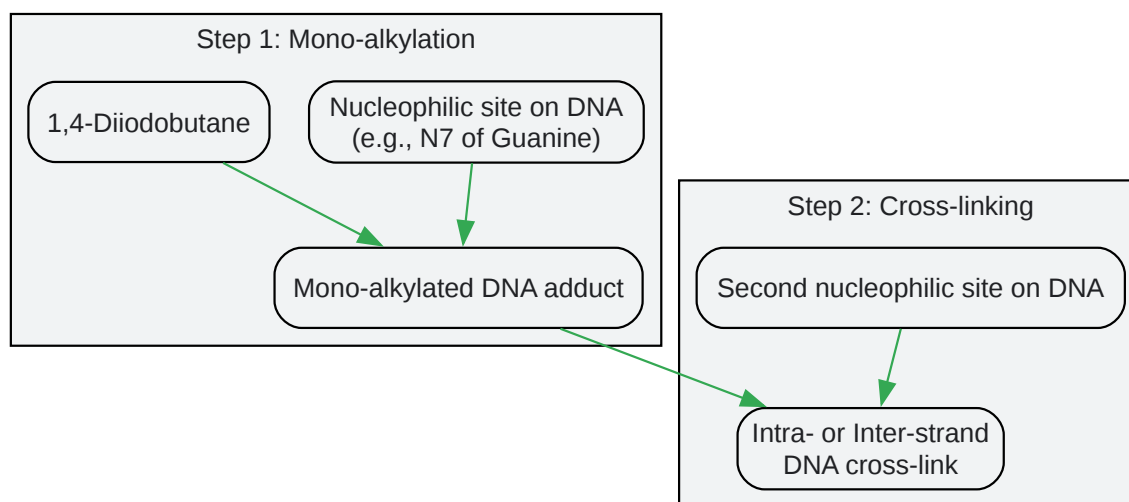 Step 1: Mono-alkylation
1,4-Diiodobutane
Nucleophilic site on DNA
(e.g., N7 of Guanine)
Mono-alkylated DNA adduct
Step 2: Cross-linking
Second nucleophilic site on DNA
Intra- or Inter-strand
DNA cross-link